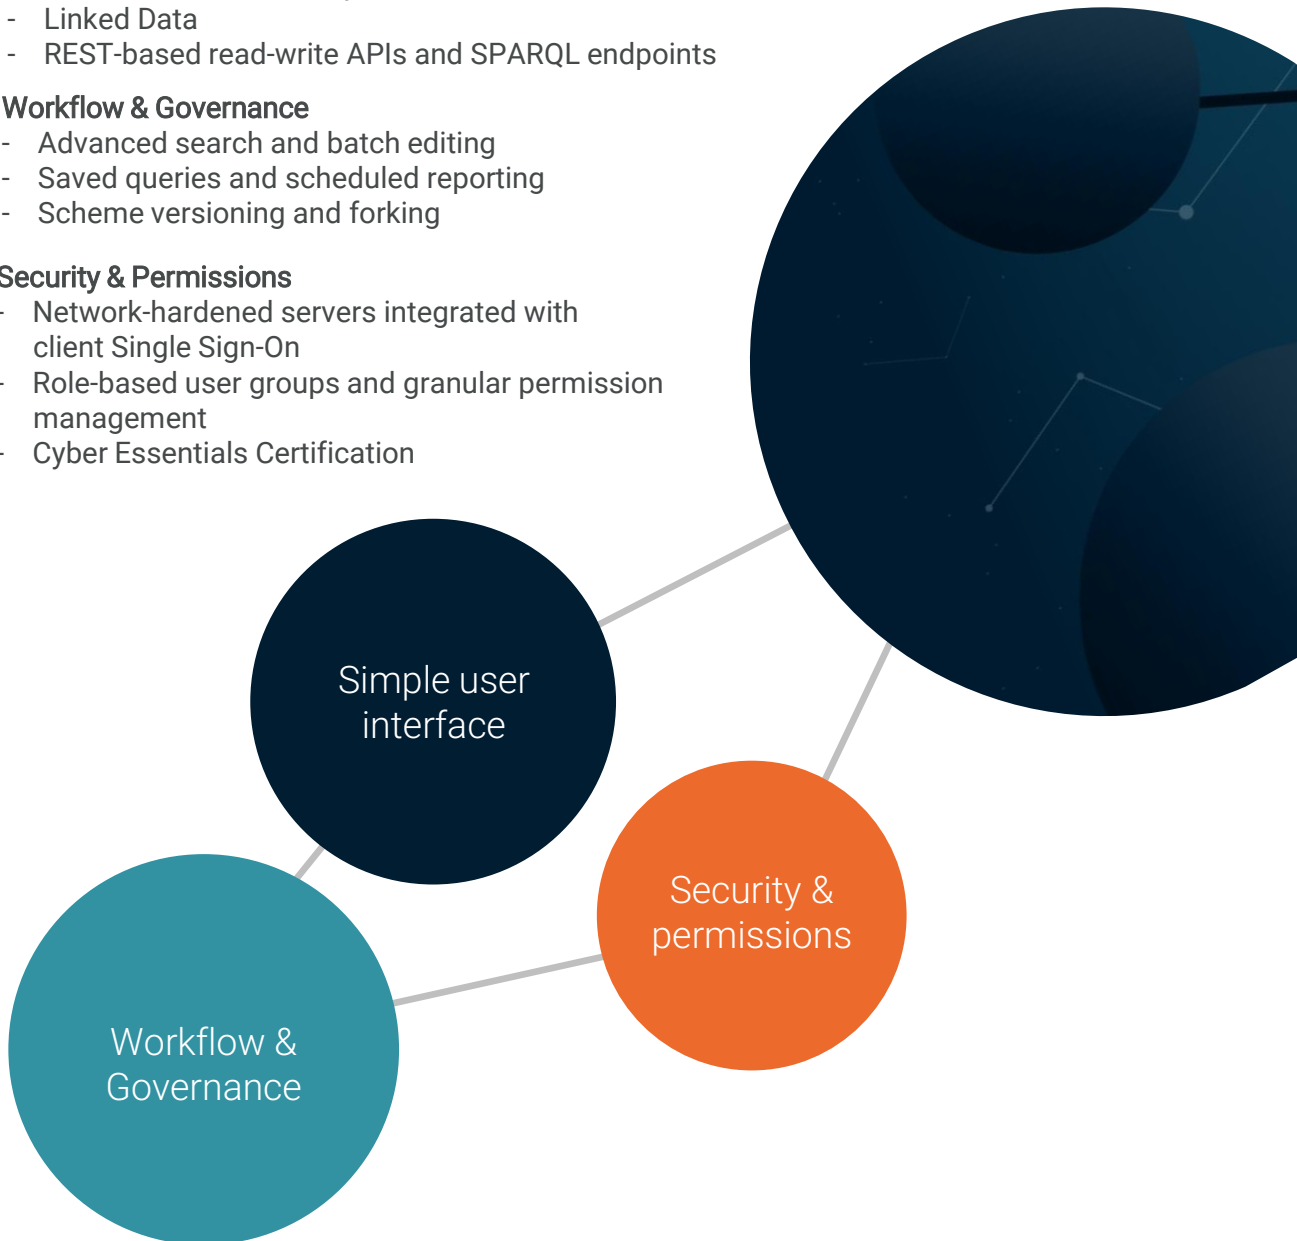 - Linked Data
- REST-based read-write APIs and SPARQL endpoints
Workflow & Governance
- Advanced search and batch editing
- Saved queries and scheduled reporting
- Scheme versioning and forking
Security & Permissions
- Network-hardened servers integrated with
client Single Sign-On
- Role-based user groups and granular permission
management
- Cyber Essentials Certification
Simple user
interface
Security &
permissions
Workflow &
Governance